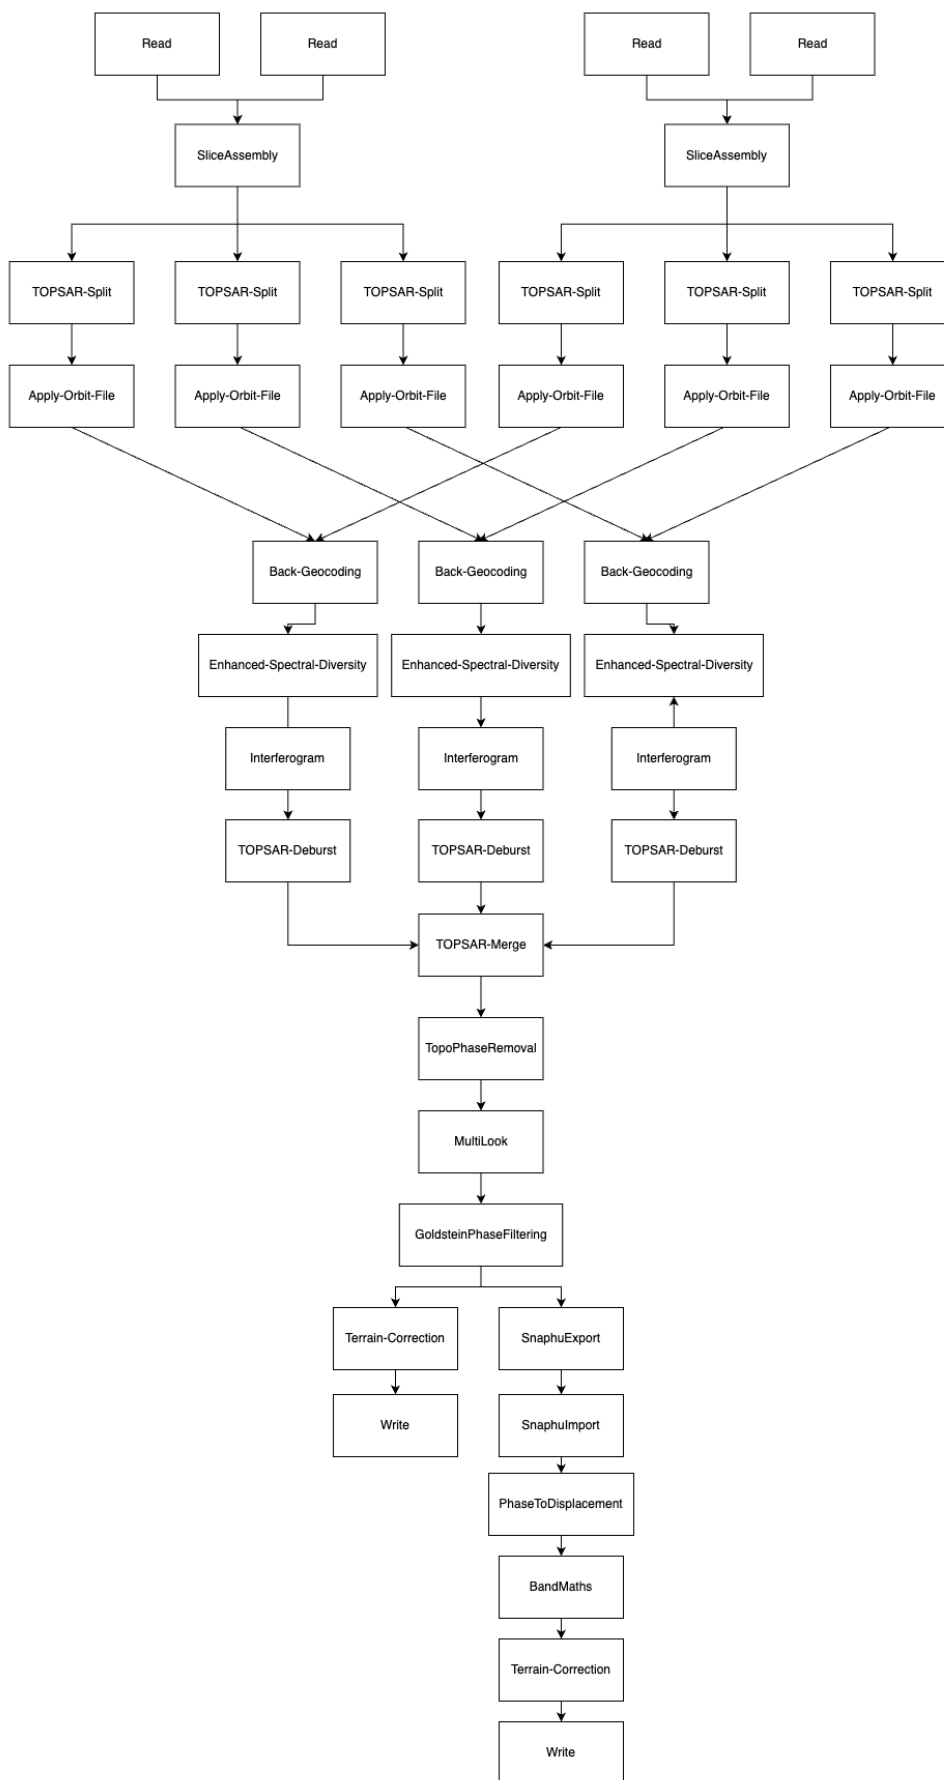 Read
Read
Read
Read
SliceAssembly
SliceAssembly
TOPSAR-Split
TOPSAR-Split
TOPSAR-Split
TOPSAR-Split
TOPSAR-Split
TOPSAR-Split
Apply-Orbit-File
Apply-Orbit-File
Apply-Orbit-File
Apply-Orbit-File
Apply-Orbit-File
Apply-Orbit-File
Back-Geocoding
Back-Geocoding
Back-Geocoding
Enhanced-Spectral-Diversity
Enhanced-Spectral-Diversity
Enhanced-Spectral-Diversity
Interferogram
Interferogram
Interferogram
TOPSAR-Deburst
TOPSAR-Deburst
TOPSAR-Deburst
TOPSAR-Merge
TopoPhaseRemoval
MultiLook
GoldsteinPhaseFiltering
Terrain-Correction
SnaphuExport
Write
SnaphuImport
PhaseToDisplacement
BandMaths
Terrain-Correction
Write